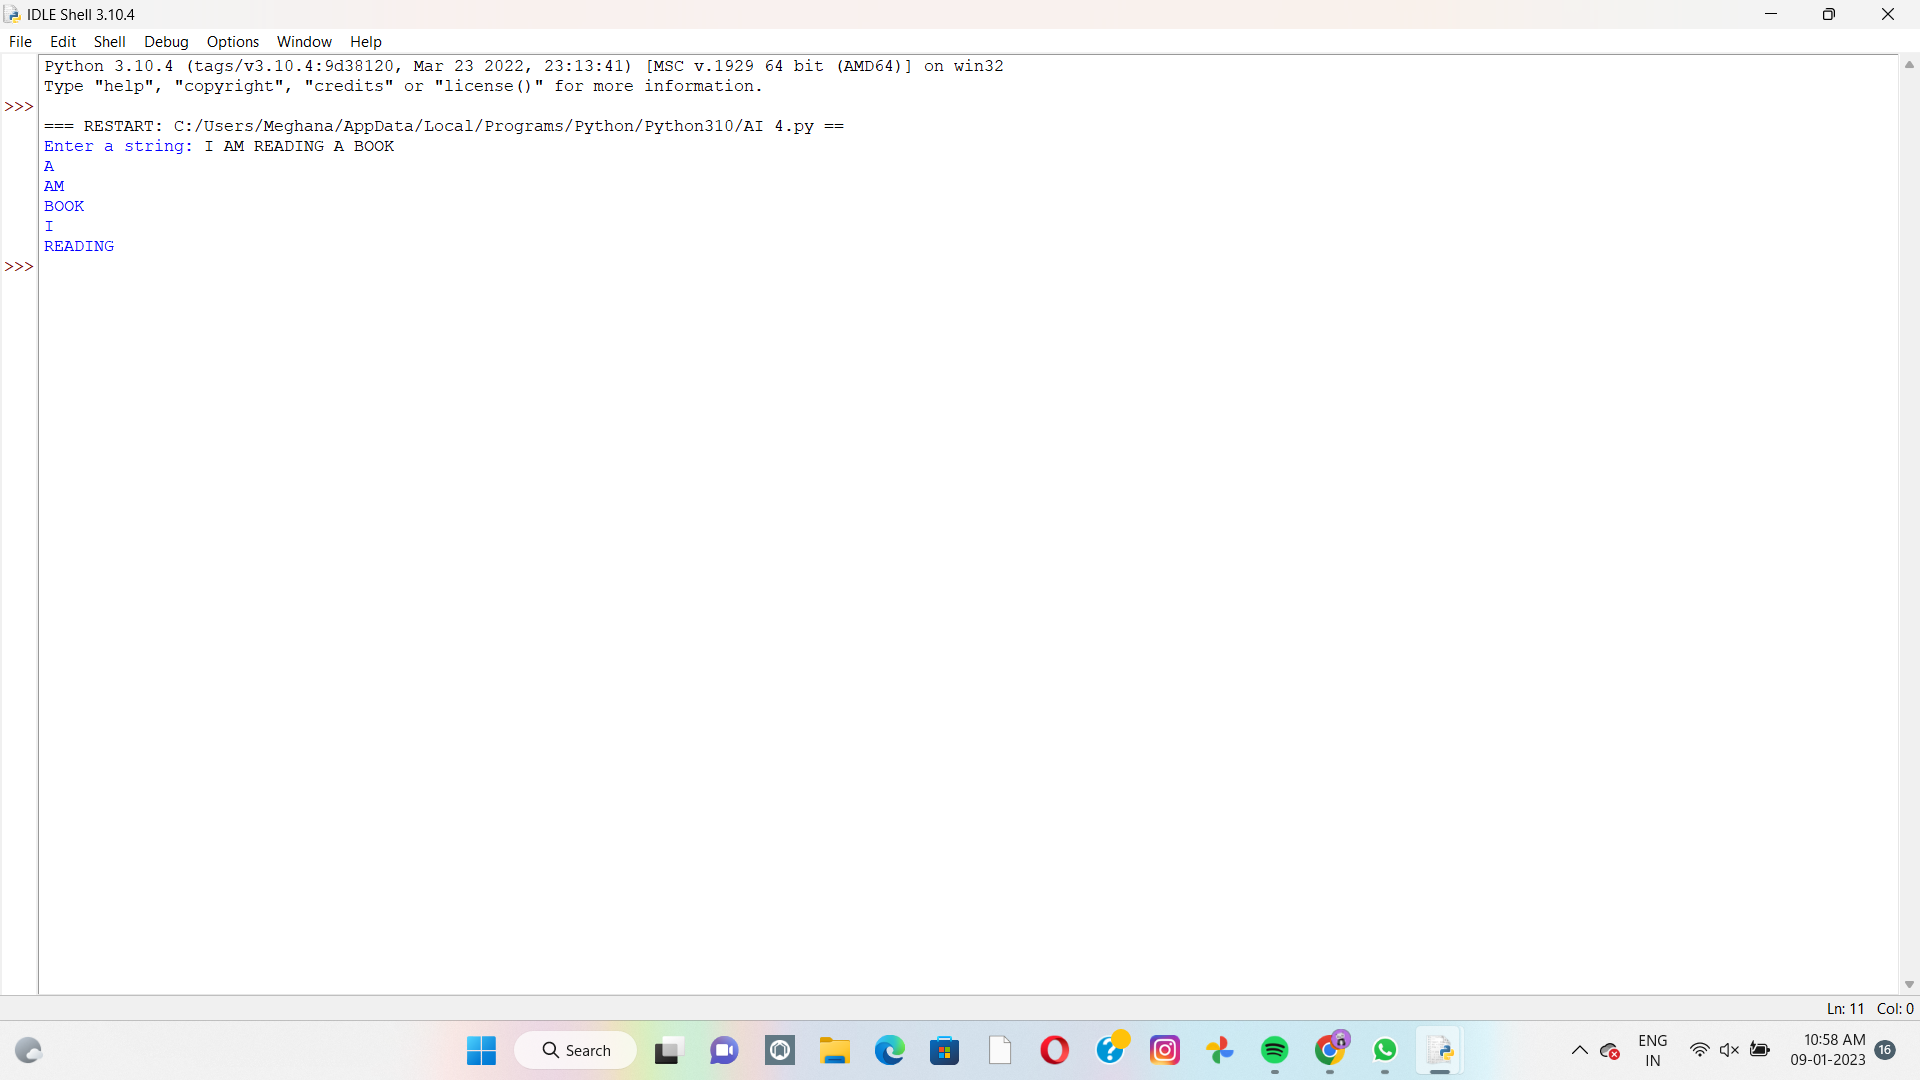 IDLE Shell 3.10.4
File Edit Shell Debug Options Window Help
Python 3.10.4 (tags/v3.10.4:9d38120, Mar 23 2022, 23:13:41) [MSC v.1929 64 bit (AMD64)] on win32
Type "help", "copyright", "credits" or "license()" for more information.
>>>
=== RESTART: C:/Users/Meghana/AppData/Local/Programs/Python/Python310/AI 4.py ==
Enter a string: I AM READING A BOOK
A
AM
BOOK
I
READING
>>>
Ln: 11 Col: 0
Search
ENG
IN
10:58 AM
09-01-2023
16